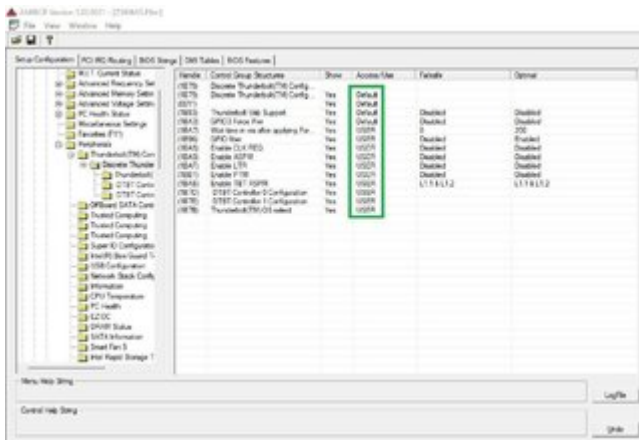 File View Window Help
Setup Configuration PCI IRQ Routing BIOS Strings DMI Tables BIOS Features
Handle Control Group Structures Show Access/Use Failsafe Optimal
M.I.T Current Status
Advanced Frequency Set
Advanced Memory Settin
Advanced Voltage Settin
PC Health Status
Miscellaneous Settings
Favorites (F11)
Peripherals
Thunderbolt(TM) Con
Discrete Thunder
Thunderbolt(
DTBT Contr
DTBT Contr
OffBoard SATA Cont
Trusted Computing
Trusted Computing
Trusted Computing
Super IO Configuratio
Intel(R) Bios Guard T
USB Configuration
Network Stack Config
Information
CPU Temperature
PC Health
EZ OC
DRAM Status
SATA Information
Smart Fan 5
Intel Rapid Storage T
Discrete Thunderbolt(TM) Config...
Discrete Thunderbolt(TM) Config... Yes Default
Yes Default
Thunderbolt Usb Support Yes Default Disabled Disabled
GPIO3 Force Pwr Yes Default Disabled Disabled
Wait time in ms after applying For... Yes USER 0 200
GPIO filter Yes USER Disabled Enabled
Enable CLK REQ Yes USER Disabled Disabled
Enable ASPM Yes USER Disabled Disabled
Enable LTR Yes USER Disabled Disabled
Enable PTM Yes USER Disabled Disabled
Enable TBT ASPM Yes USER L1.1 & L1.2 L1.1 & L1.2
DTBT Controller 0 Configuration Yes USER
DTBT Controller 1 Configuration Yes USER
Thunderbolt(TM) OS select Yes USER
Menu Help String
Logfile
Control Help String
Undo